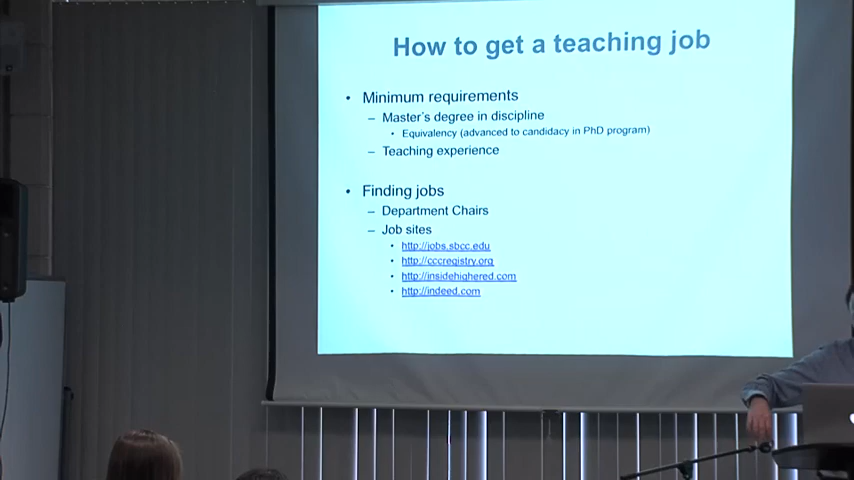 How to get a teaching job
• Minimum requirements
– Master's degree in discipline
• Equivalency (advanced to candidacy in PhD program)
– Teaching experience
• Finding jobs
– Department Chairs
– Job sites
• http://jobs.sbcc.edu
• http://cccregistry.org
• http://insidehighered.com
• http://indeed.com